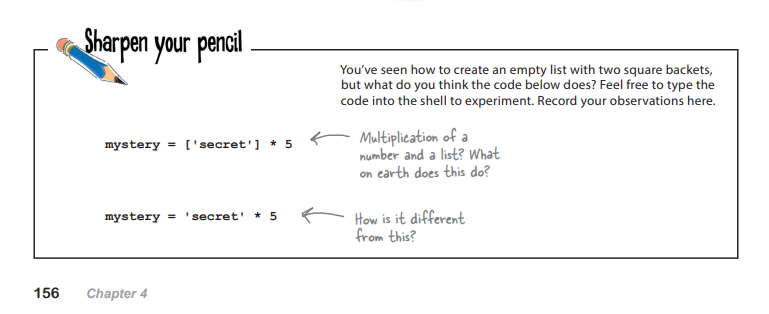 Sharpen your pencil
You've seen how to create an empty list with two square backets,
but what do you think the code below does? Feel free to type the
code into the shell to experiment. Record your observations here.
mystery = ['secret'] * 5
Multiplication of a
number and a list? What
on earth does this do?
mystery = 'secret' * 5
How is it different
from this?
156 Chapter 4